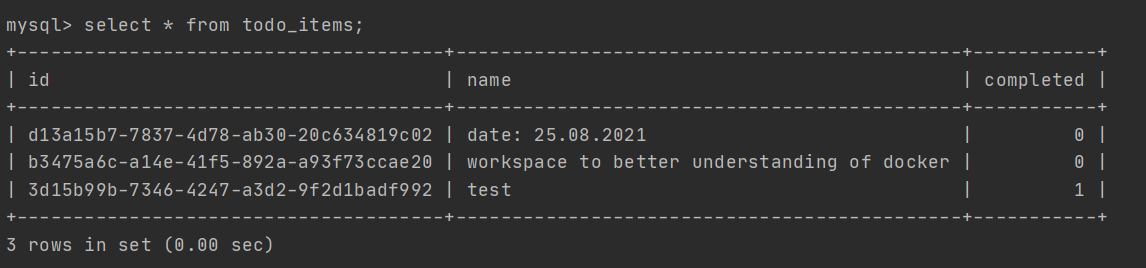 mysql> select * from todo_items;
+--------------------------------------+----------------------------------------------+-----------+
| id                                   | name                                         | completed |
+--------------------------------------+----------------------------------------------+-----------+
| d13a15b7-7837-4d78-ab30-20c634819c02 | date: 25.08.2021                             |         0 |
| b3475a6c-a14e-41f5-892a-a93f73ccae20 | workspace to better understanding of docker |         0 |
| 3d15b99b-7346-4247-a3d2-9f2d1badf992 | test                                         |         1 |
+--------------------------------------+----------------------------------------------+-----------+
3 rows in set (0.00 sec)